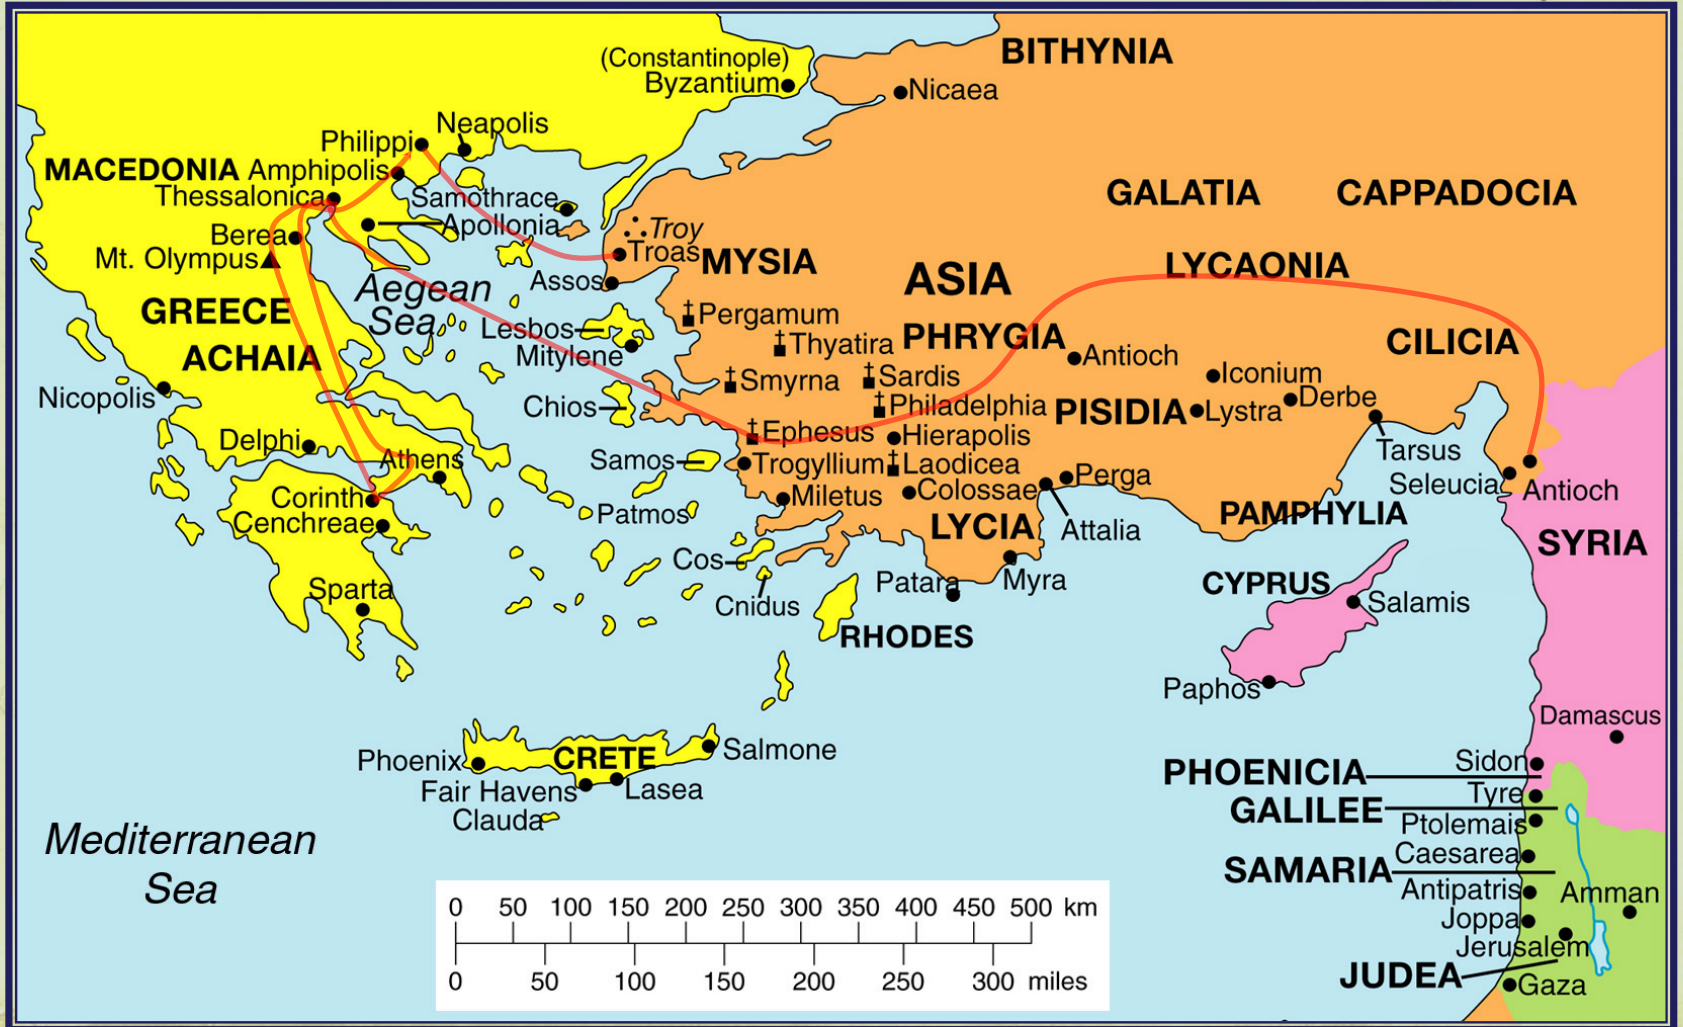 (Constantinople)
Byzantium
BITHYNIA
Nicaea
Neapolis
Philippi
MACEDONIA
Amphipolis
Thessalonica
Samothrace
Apollonia
GALATIA
CAPPADOCIA
Berea
Troy
Troas
Mt. Olympus
MYSIA
LYCAONIA
Assos
Aegean
Sea
ASIA
GREECE
Pergamum
Lesbos
Thyatira
PHRYGIA
CILICIA
ACHAIA
Mitylene
Antioch
Smyrna
Sardis
Iconium
Nicopolis
Chios
Philadelphia
PISIDIA
Lystra
Derbe
Delphi
Ephesus
Hierapolis
Tarsus
Athens
Samos
Trogyllium
Laodicea
Perga
Seleucia
Antioch
Corinth
Miletus
Colossae
Cenchreae
Patmos
LYCIA
Attalia
PAMPHYLIA
SYRIA
Cos
Sparta
Cnidus
Patara
Myra
CYPRUS
Salamis
RHODES
Paphos
Damascus
Phoenix
CRETE
Salmone
Fair Havens
Lasea
Clauda
Sidon
PHOENICIA
Tyre
GALILEE
Ptolemais
Caesarea
SAMARIA
Antipatris
Amman
Joppa
Jerusalem
JUDEA
Gaza
Mediterranean
Sea
0 50 100 150 200 250 300 350 400 450 500 km
0 50 100 150 200 250 300 miles